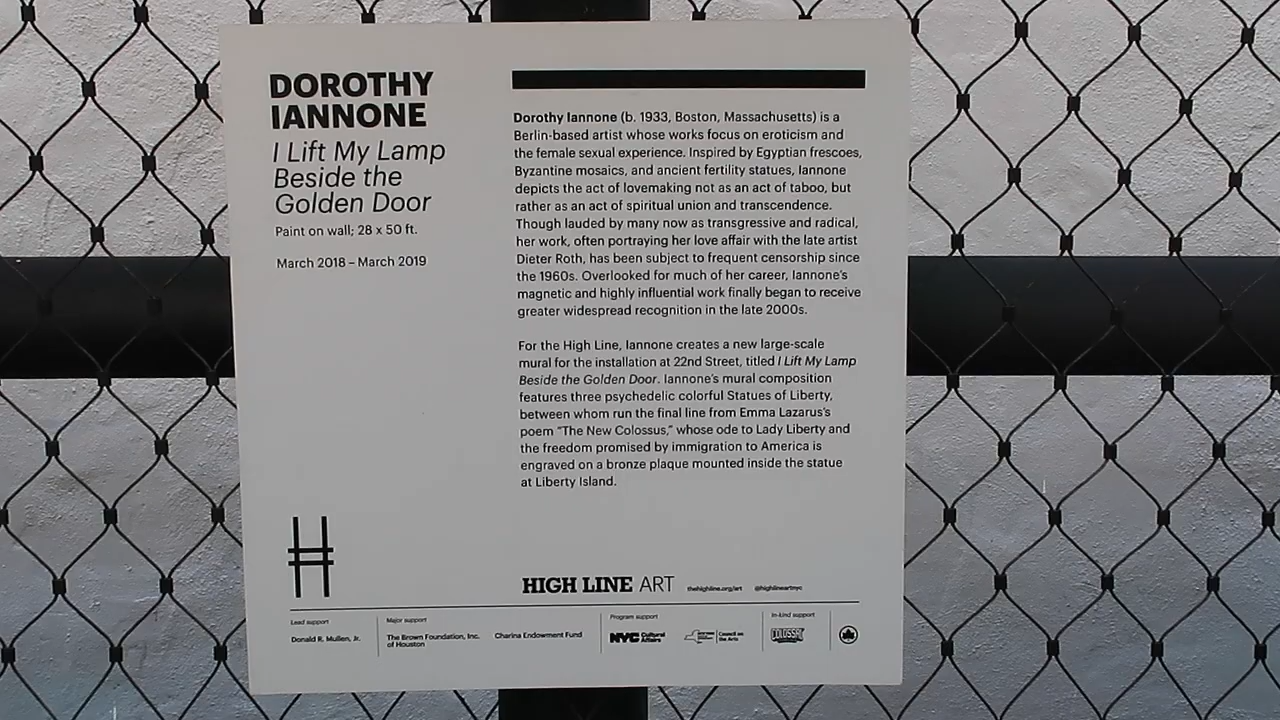 DOROTHY
IANNONE
I Lift My Lamp
Beside the
Golden Door
Paint on wall; 28 x 50 ft.
March 2018 – March 2019
Dorothy Iannone (b. 1933, Boston, Massachusetts) is a
Berlin-based artist whose works focus on eroticism and
the female sexual experience. Inspired by Egyptian frescoes,
Byzantine mosaics, and ancient fertility statues, Iannone
depicts the act of lovemaking not as an act of taboo, but
rather as an act of spiritual union and transcendence.
Though lauded by many now as transgressive and radical,
her work, often portraying her love affair with the late artist
Dieter Roth, has been subject to frequent censorship since
the 1960s. Overlooked for much of her career, Iannone's
magnetic and highly influential work finally began to receive
greater widespread recognition in the late 2000s.
For the High Line, Iannone creates a new large-scale
mural for the installation at 22nd Street, titled I Lift My Lamp
Beside the Golden Door. Iannone's mural composition
features three psychedelic colorful Statues of Liberty,
between whom run the final line from Emma Lazarus's
poem "The New Colossus," whose ode to Lady Liberty and
the freedom promised by immigration to America is
engraved on a bronze plaque mounted inside the statue
at Liberty Island.
HIGH LINE ART thehighline.org/art @highlineartnyc
Lead support
Donald R. Mullen, Jr.
Major support
The Brown Foundation, Inc.
of Houston
Charina Endowment Fund
Program support
NYC Cultural
Affairs
Council on
the Arts
In-kind support
COLOSSAL